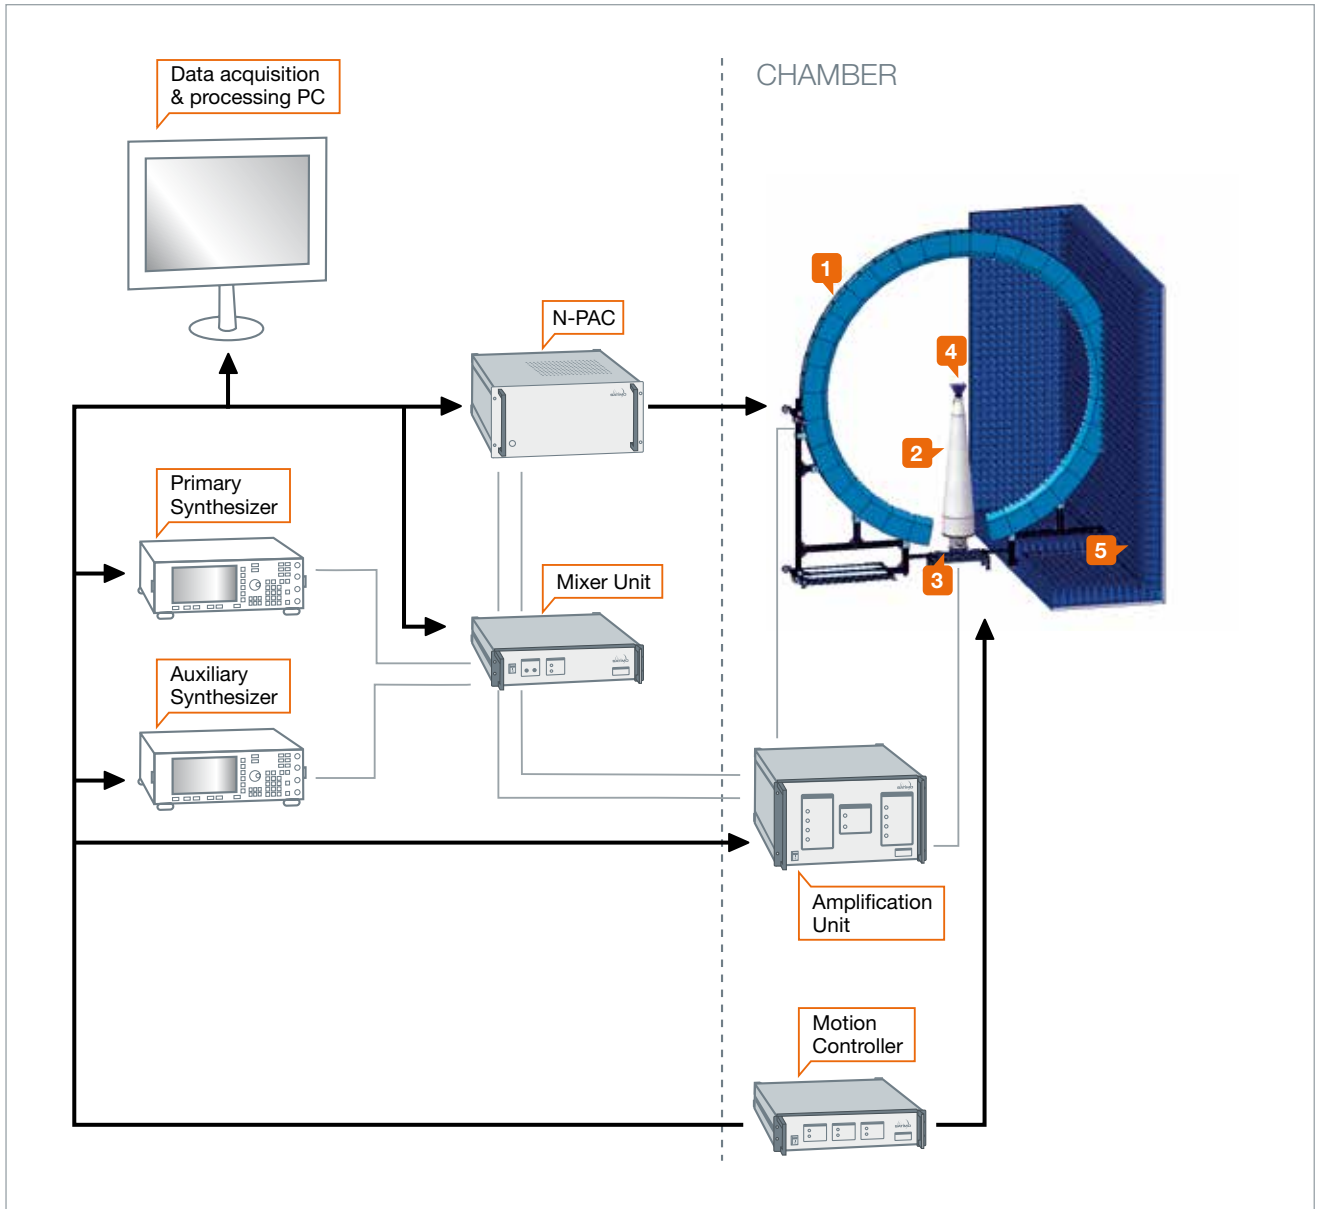 Data acquisition
& processing PC
CHAMBER
1
N-PAC
4
2
Primary
Synthesizer
5
3
Mixer Unit
Auxiliary
Synthesizer
Amplification
Unit
Motion
Controller